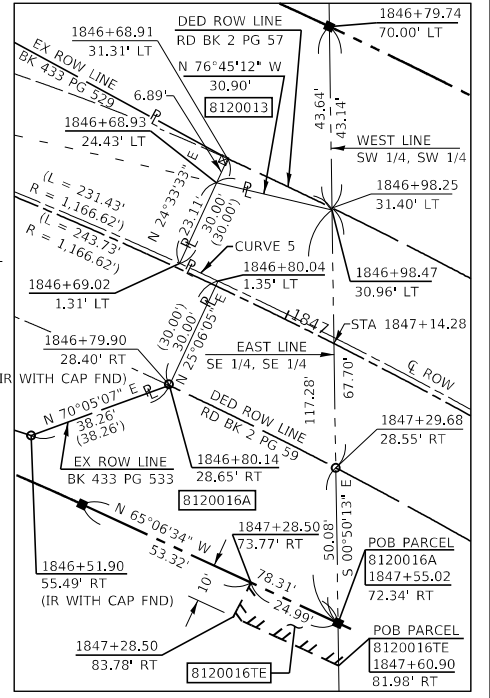 1846+79.74
70.00' LT
DED ROW LINE
RD BK 2 PG 57
1846+68.91
31.31' LT
EX ROW LINE
BK 433 PG 529
N 76°45'12" W
30.90'
6.89'
8120013
43.64'
43.14'
1846+68.93
24.43' LT
WEST LINE
SW 1/4, SW 1/4
N 24°33'33" E
23.11'
30.00'
(30.00')
1846+98.25
31.40' LT
(L = 231.43'
R = 1,166.62')
(L = 243.73'
R = 1,166.62')
CURVE 5
1846+98.47
30.96' LT
1846+69.02
1.31' LT
1846+80.04
1.35' LT
1847
STA 1847+14.28
(30.00')
30.00'
N 25°06'05" E
EAST LINE
SE 1/4, SE 1/4
℄ ROW
1846+79.90
28.40' RT
IR WITH CAP FND)
117.28'
67.70'
N 70°05'07" E
38.26'
(38.26')
DED ROW LINE
RD BK 2 PG 59
1847+29.68
28.55' RT
EX ROW LINE
BK 433 PG 533
1846+80.14
28.65' RT
8120016A
N 65°06'34" W
53.32'
1847+28.50
73.77' RT
50.08'
S 00°50'13" E
1846+51.90
55.49' RT
(IR WITH CAP FND)
78.31'
24.99'
10'
POB PARCEL
8120016A
1847+55.02
72.34' RT
1847+28.50
83.78' RT
8120016TE
POB PARCEL
8120016TE
1847+60.90
81.98' RT